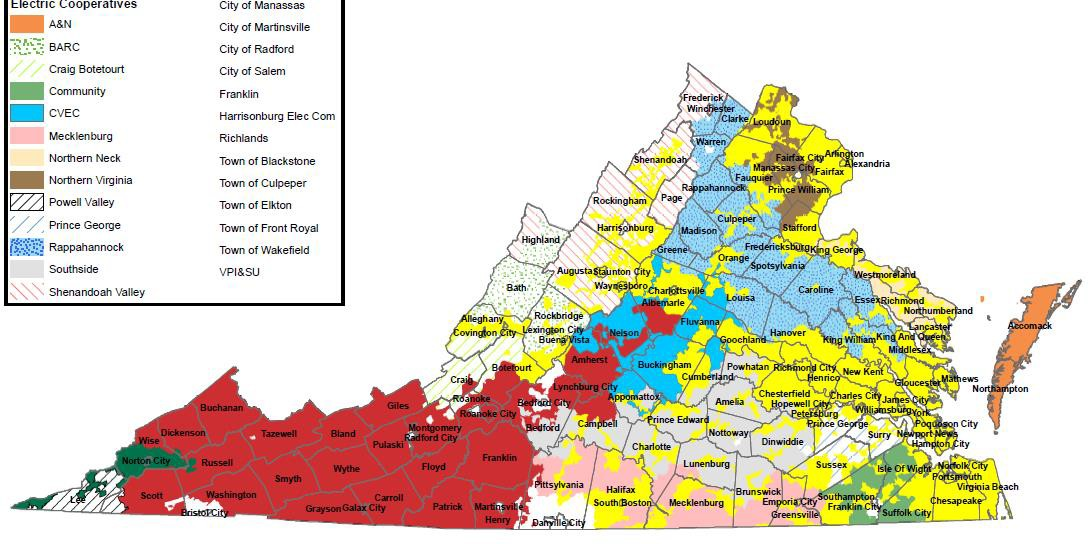 Electric Cooperatives
A&N
BARC
Craig Botetourt
Community
CVEC
Mecklenburg
Northern Neck
Northern Virginia
Powell Valley
Prince George
Rappahannock
Southside
Shenandoah Valley
City of Manassas
City of Martinsville
City of Radford
City of Salem
Franklin
Harrisonburg Elec Com
Richlands
Town of Blackstone
Town of Culpeper
Town of Elkton
Town of Front Royal
Town of Wakefield
VPI&SU
Frederick
Winchester
Clarke
Loudoun
Warren
Shenandoah
Fairfax City
Arlington
Alexandria
Manassas City
Fairfax
Fauquier
Prince William
Rappahannock
Page
Rockingham
Culpeper
Stafford
Harrisonburg
Madison
Highland
Greene
Fredericksburg
King George
Orange
Spotsylvania
Augusta
Staunton City
Westmoreland
Waynesboro
Bath
Charlottsville
Louisa
Caroline
Essex
Richmond
Albemarle
Northumberland
Rockbridge
Alleghany
Fluvanna
Lancaster
Covington City
Lexington City
Nelson
Hanover
Buena Vista
Goochland
King William
King And Queen
Middlesex
Accomack
Amherst
Botetourt
Buckingham
Powhatan
Richmond City
New Kent
Craig
Lynchburg City
Cumberland
Henrico
Gloucester
Mathews
Northampton
Roanoke
Appomattox
Chesterfield
Charles City
James City
Bedford City
Amelia
Hopewell City
Williamsburg
York
Buchanan
Giles
Roanoke City
Petersburg
Prince Edward
Prince George
Poquoson City
Montgomery
Bedford
Campbell
Radford City
Nottoway
Surry
Newport News
Dickenson
Tazewell
Bland
Wise
Pulaski
Charlotte
Dinwiddie
Hampton City
Norton City
Russell
Franklin
Lunenburg
Sussex
Wythe
Floyd
Isle Of Wight
Norfolk City
Smyth
Portsmouth
Pittsylvania
Virginia Beach
Lee
Scott
Washington
Carroll
Halifax
Brunswick
Southampton
Grayson
Galax City
Patrick
Martinsville
South Boston
Mecklenburg
Emporia City
Franklin City
Chesapeake
Bristol City
Henry
Greensville
Suffolk City
Danville City